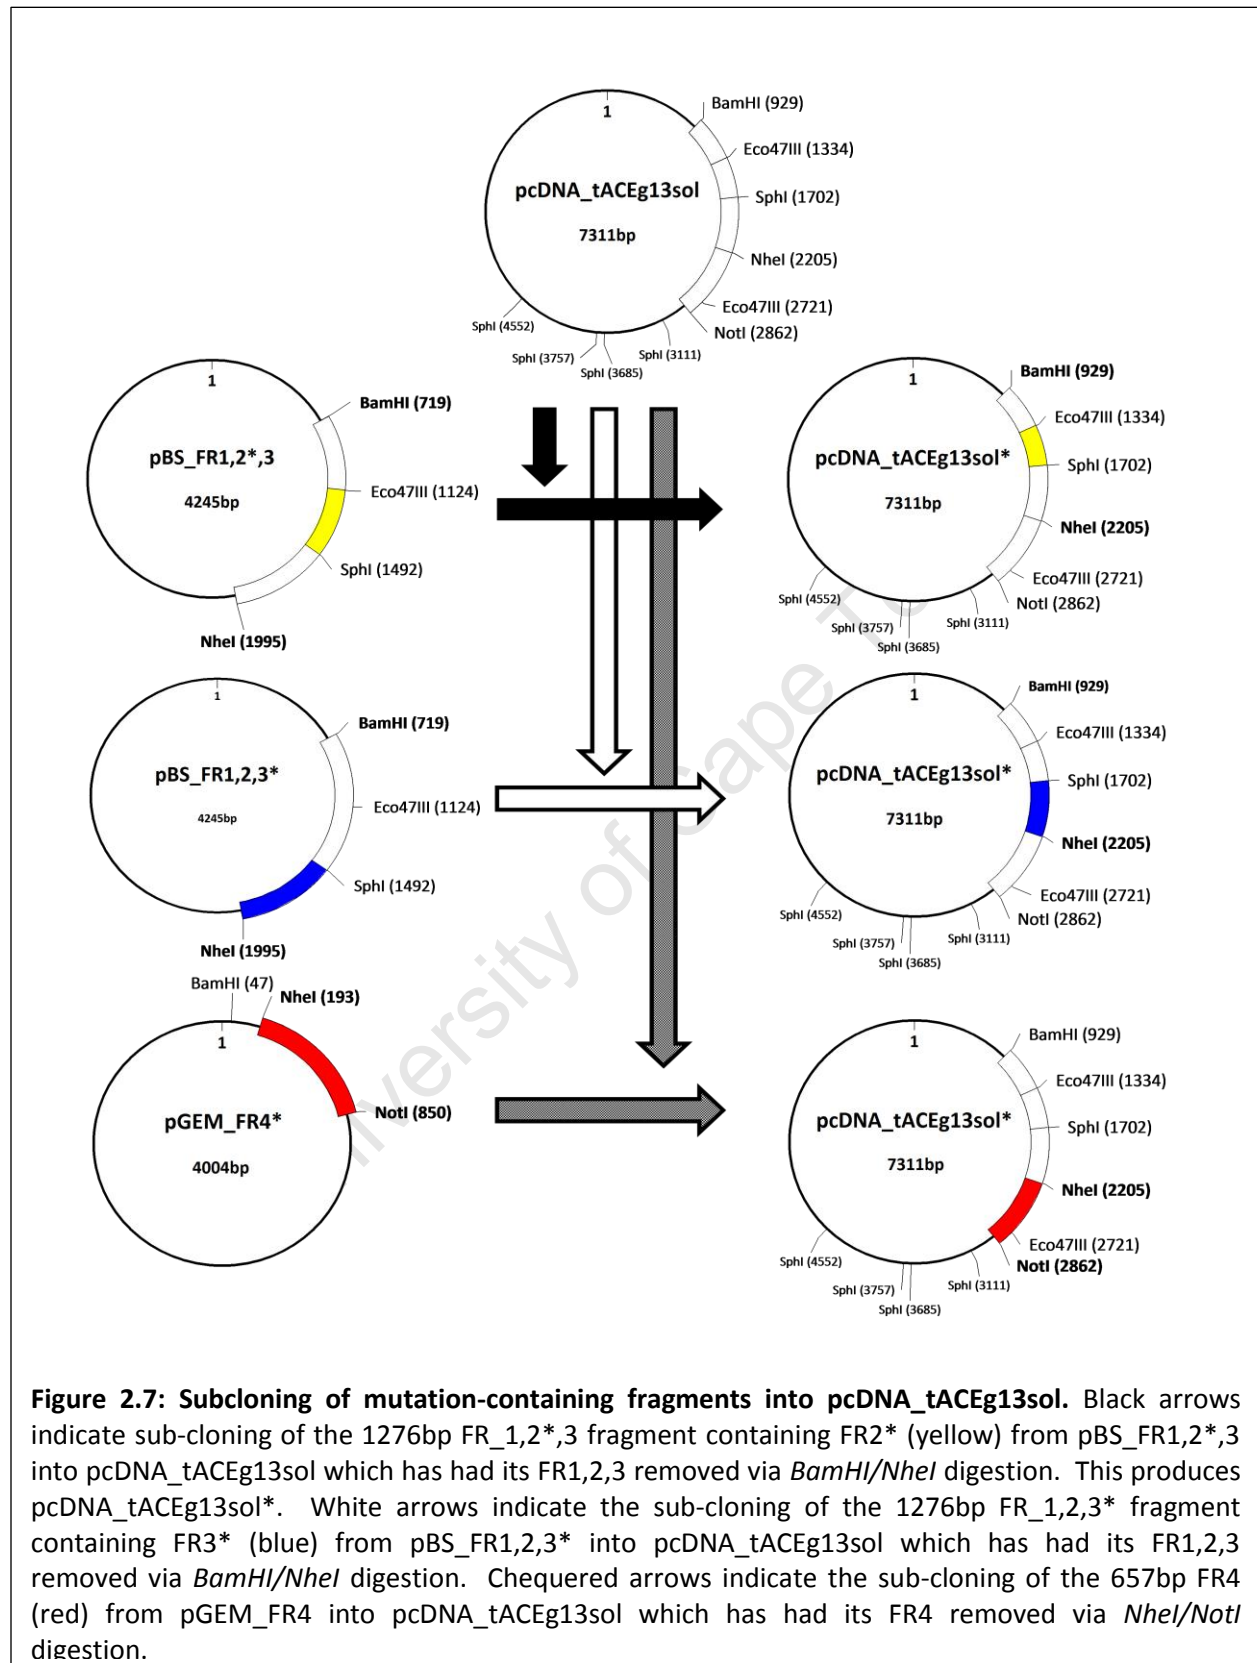 1
BamHI (929)
Eco47III (1334)
pcDNA_tACEg13sol
SphI (1702)
7311bp
NheI (2205)
Eco47III (2721)
NotI (2862)
SphI (4552)
SphI (3757)
SphI (3685)
SphI (3111)
1
BamHI (719)
pBS_FR1,2*,3
4245bp
Eco47III (1124)
SphI (1492)
NheI (1995)
1
BamHI (929)
Eco47III (1334)
pcDNA_tACEg13sol*
SphI (1702)
7311bp
NheI (2205)
Eco47III (2721)
NotI (2862)
SphI (4552)
SphI (3757)
SphI (3685)
SphI (3111)
1
BamHI (719)
pBS_FR1,2,3*
4245bp
Eco47III (1124)
SphI (1492)
NheI (1995)
1
BamHI (929)
Eco47III (1334)
pcDNA_tACEg13sol*
SphI (1702)
7311bp
NheI (2205)
Eco47III (2721)
NotI (2862)
SphI (4552)
SphI (3757)
SphI (3685)
SphI (3111)
BamHI (47)
NheI (193)
1
NotI (850)
pGEM_FR4*
4004bp
1
BamHI (929)
Eco47III (1334)
pcDNA_tACEg13sol*
SphI (1702)
7311bp
NheI (2205)
Eco47III (2721)
NotI (2862)
SphI (4552)
SphI (3757)
SphI (3685)
SphI (3111)
versity of Cape T
Figure 2.7: Subcloning of mutation-containing fragments into pcDNA_tACEg13sol. Black arrows
indicate sub-cloning of the 1276bp FR_1,2*,3 fragment containing FR2* (yellow) from pBS_FR1,2*,3
into pcDNA_tACEg13sol which has had its FR1,2,3 removed via BamHI/NheI digestion. This produces
pcDNA_tACEg13sol*. White arrows indicate the sub-cloning of the 1276bp FR_1,2,3* fragment
containing FR3* (blue) from pBS_FR1,2,3* into pcDNA_tACEg13sol which has had its FR1,2,3
removed via BamHI/NheI digestion. Chequered arrows indicate the sub-cloning of the 657bp FR4
(red) from pGEM_FR4 into pcDNA_tACEg13sol which has had its FR4 removed via NheI/NotI
digestion.